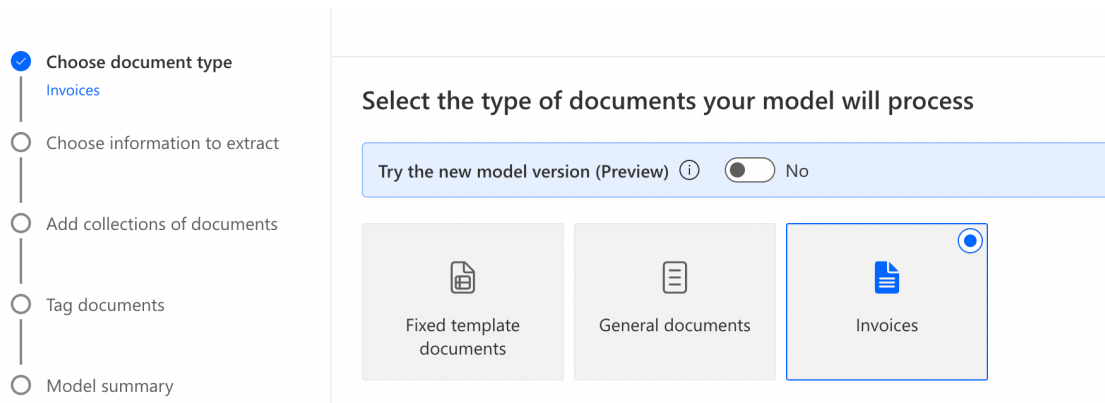 Choose document type
Invoices
Choose information to extract
Add collections of documents
Tag documents
Model summary
Select the type of documents your model will process
Try the new model version (Preview) No
Fixed template
documents
General documents
Invoices